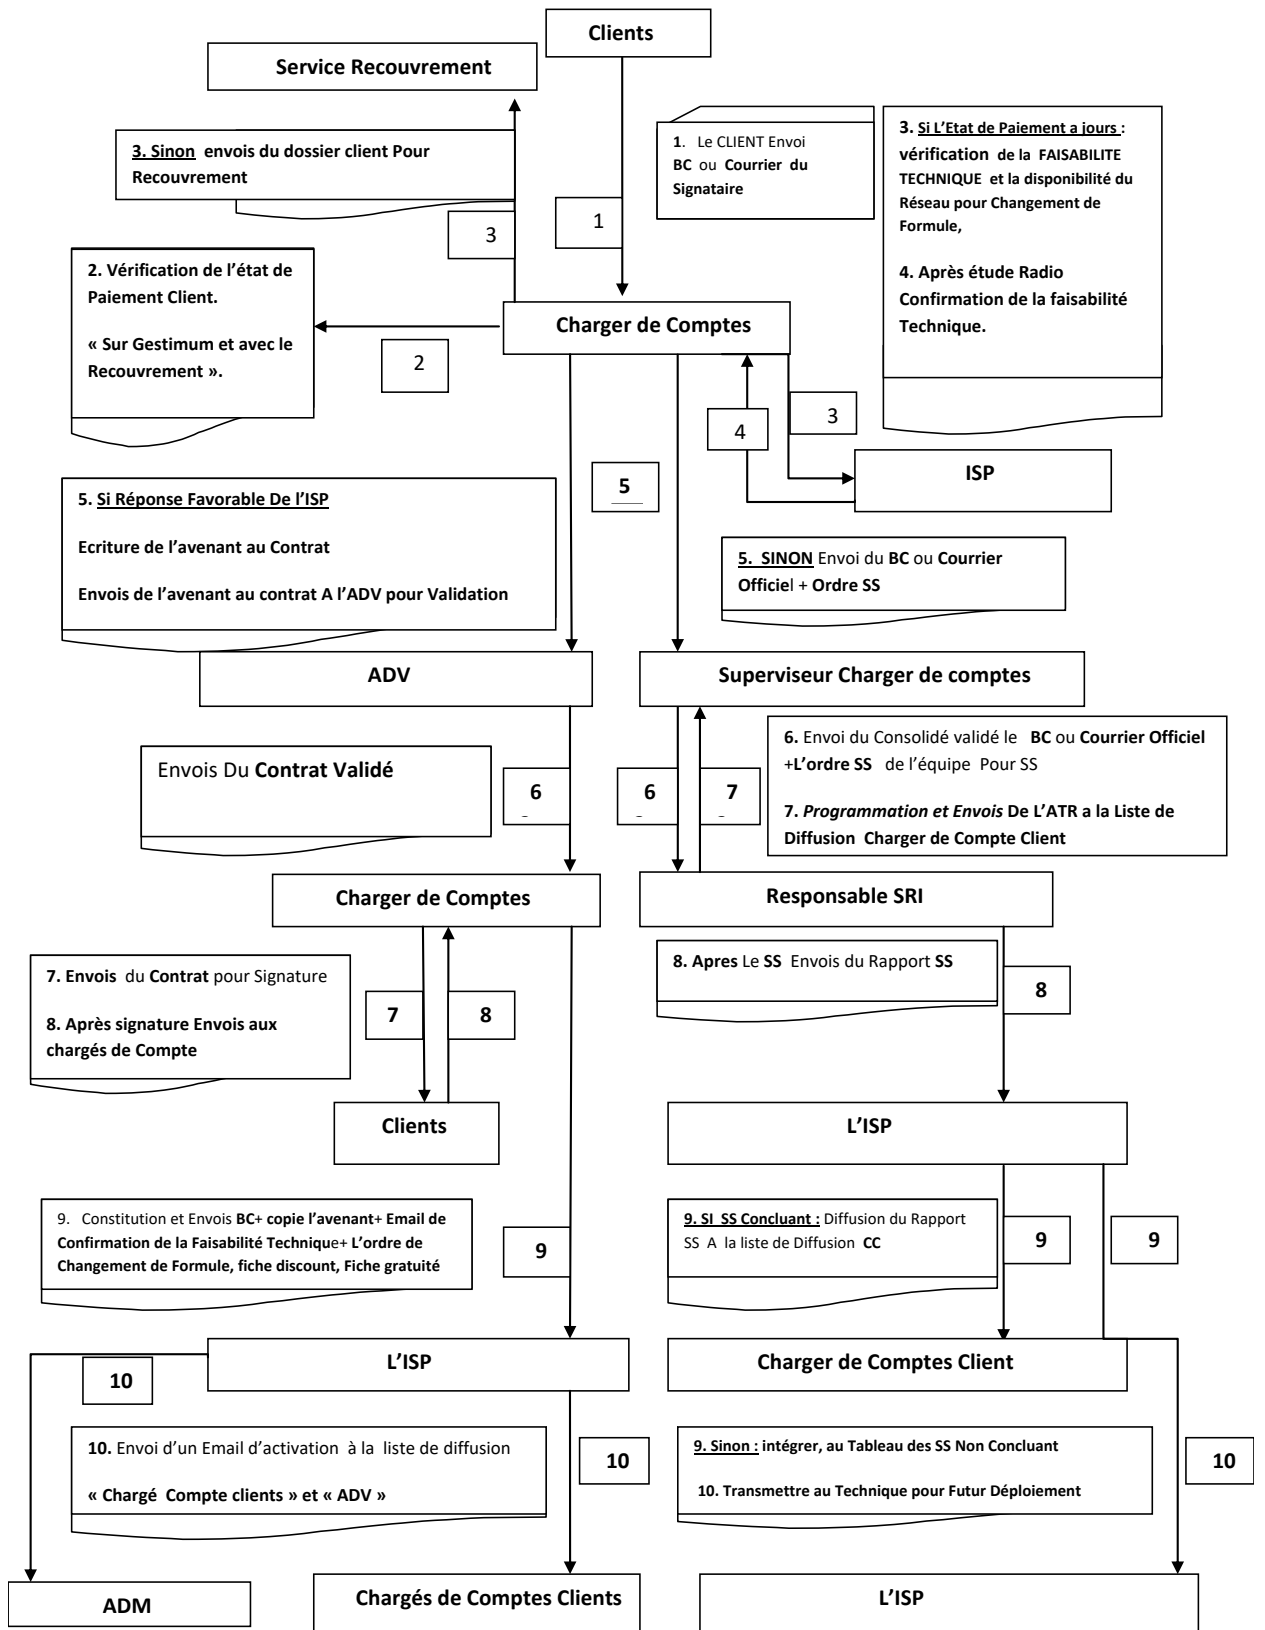 Clients
Service Recouvrement
1. Le CLIENT Envoi
BC ou Courrier du
Signataire
3. Si L'Etat de Paiement a jours :
vérification de la FAISABILITE
TECHNIQUE et la disponibilité du
Réseau pour Changement de
Formule,
4. Après étude Radio
Confirmation de la faisabilité
Technique.
3. Sinon envois du dossier client Pour
Recouvrement
3
1
2. Vérification de l'état de
Paiement Client.
« Sur Gestimum et avec le
Recouvrement ».
Charger de Comptes
2
4
3
ISP
5. Si Réponse Favorable De l'ISP
Ecriture de l'avenant au Contrat
Envois de l'avenant au contrat A l'ADV pour Validation
5
5. SINON Envoi du BC ou Courrier
Officiel + Ordre SS
ADV
Superviseur Charger de comptes
Envois Du Contrat Validé
6
6
7
6. Envoi du Consolidé validé le BC ou Courrier Officiel
+L'ordre SS de l'équipe Pour SS
7. Programmation et Envois De L'ATR a la Liste de
Diffusion Charger de Compte Client
Charger de Comptes
Responsable SRI
7. Envois du Contrat pour Signature
8. Après signature Envois aux
chargés de Compte
7
8
8. Apres Le SS Envois du Rapport SS
8
Clients
L'ISP
9. Constitution et Envois BC+ copie l'avenant+ Email de
Confirmation de la Faisabilité Technique+ L'ordre de
Changement de Formule, fiche discount, Fiche gratuité
9
9. SI SS Concluant : Diffusion du Rapport
SS A la liste de Diffusion CC
9
9
L'ISP
Charger de Comptes Client
10
10. Envoi d'un Email d'activation à la liste de diffusion
« Chargé Compte clients » et « ADV »
10
9. Sinon : intégrer, au Tableau des SS Non Concluant
10. Transmettre au Technique pour Futur Déploiement
10
ADM
Chargés de Comptes Clients
L'ISP